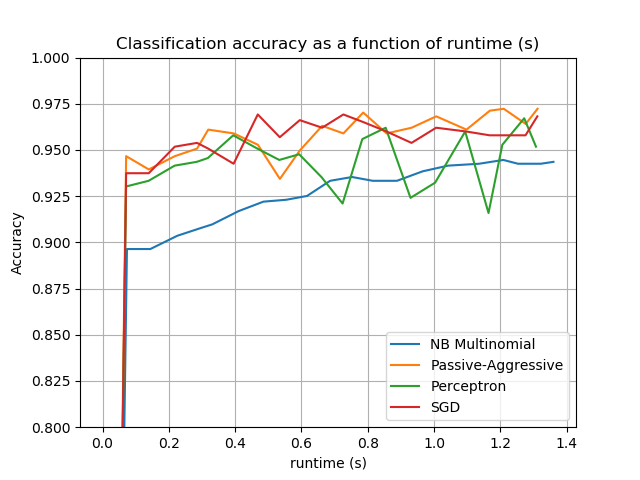 Classification accuracy as a function of runtime (s)
1.000
0.975
0.950
0.925
0.900
0.875
0.850
0.825
0.800
Accuracy
NB Multinomial
Passive-Aggressive
Perceptron
SGD
0.0 0.2 0.4 0.6 0.8 1.0 1.2 1.4
runtime (s)